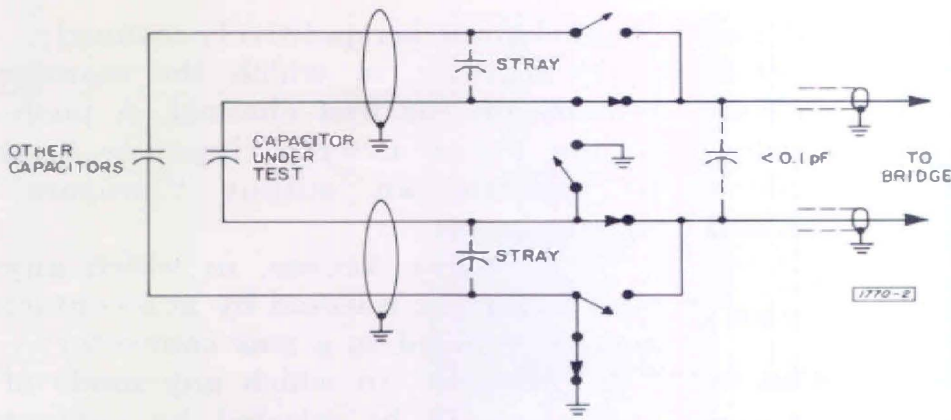 STRAY
OTHER
CAPACITORS
CAPACITOR
UNDER
TEST
< 0.1 pF
TO
BRIDGE
STRAY
1770-2